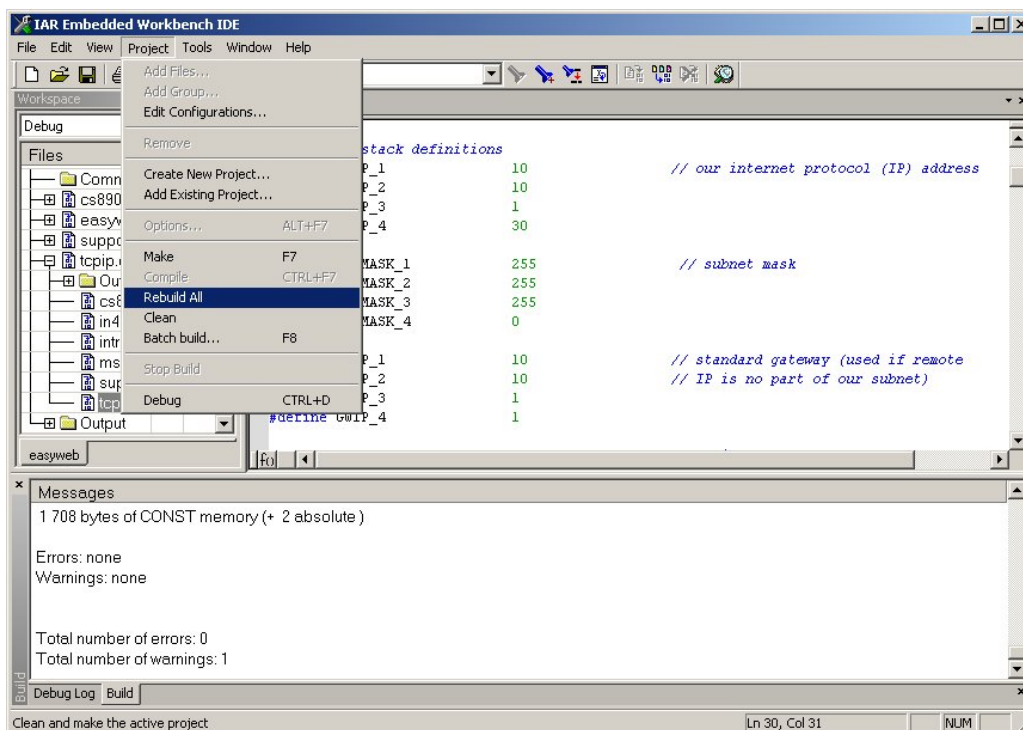 IAR Embedded Workbench IDE
File Edit View Project Tools Window Help
Workspace
Debug
Files
Comn
cs890
easyw
suppo
tcpip.
Ou
cs8
in4
intr
ms
sup
tcp
Output
easyweb
Add Files...
Add Group...
Edit Configurations...
Remove
Create New Project...
Add Existing Project...
Options... ALT+F7
Make F7
Compile CTRL+F7
Rebuild All
Clean
Batch build... F8
Stop Build
Debug CTRL+D
stack definitions
P_1 10 // our internet protocol (IP) address
P_2 10
P_3 1
P_4 30
MASK_1 255 // subnet mask
MASK_2 255
MASK_3 255
MASK_4 0
P_1 10 // standard gateway (used if remote
P_2 10 // IP is no part of our subnet)
P_3 1
#define GWIP_4 1
f()
Messages
1 708 bytes of CONST memory (+ 2 absolute )
Errors: none
Warnings: none
Total number of errors: 0
Total number of warnings: 1
Build
Debug Log Build
Clean and make the active project Ln 30, Col 31 NUM